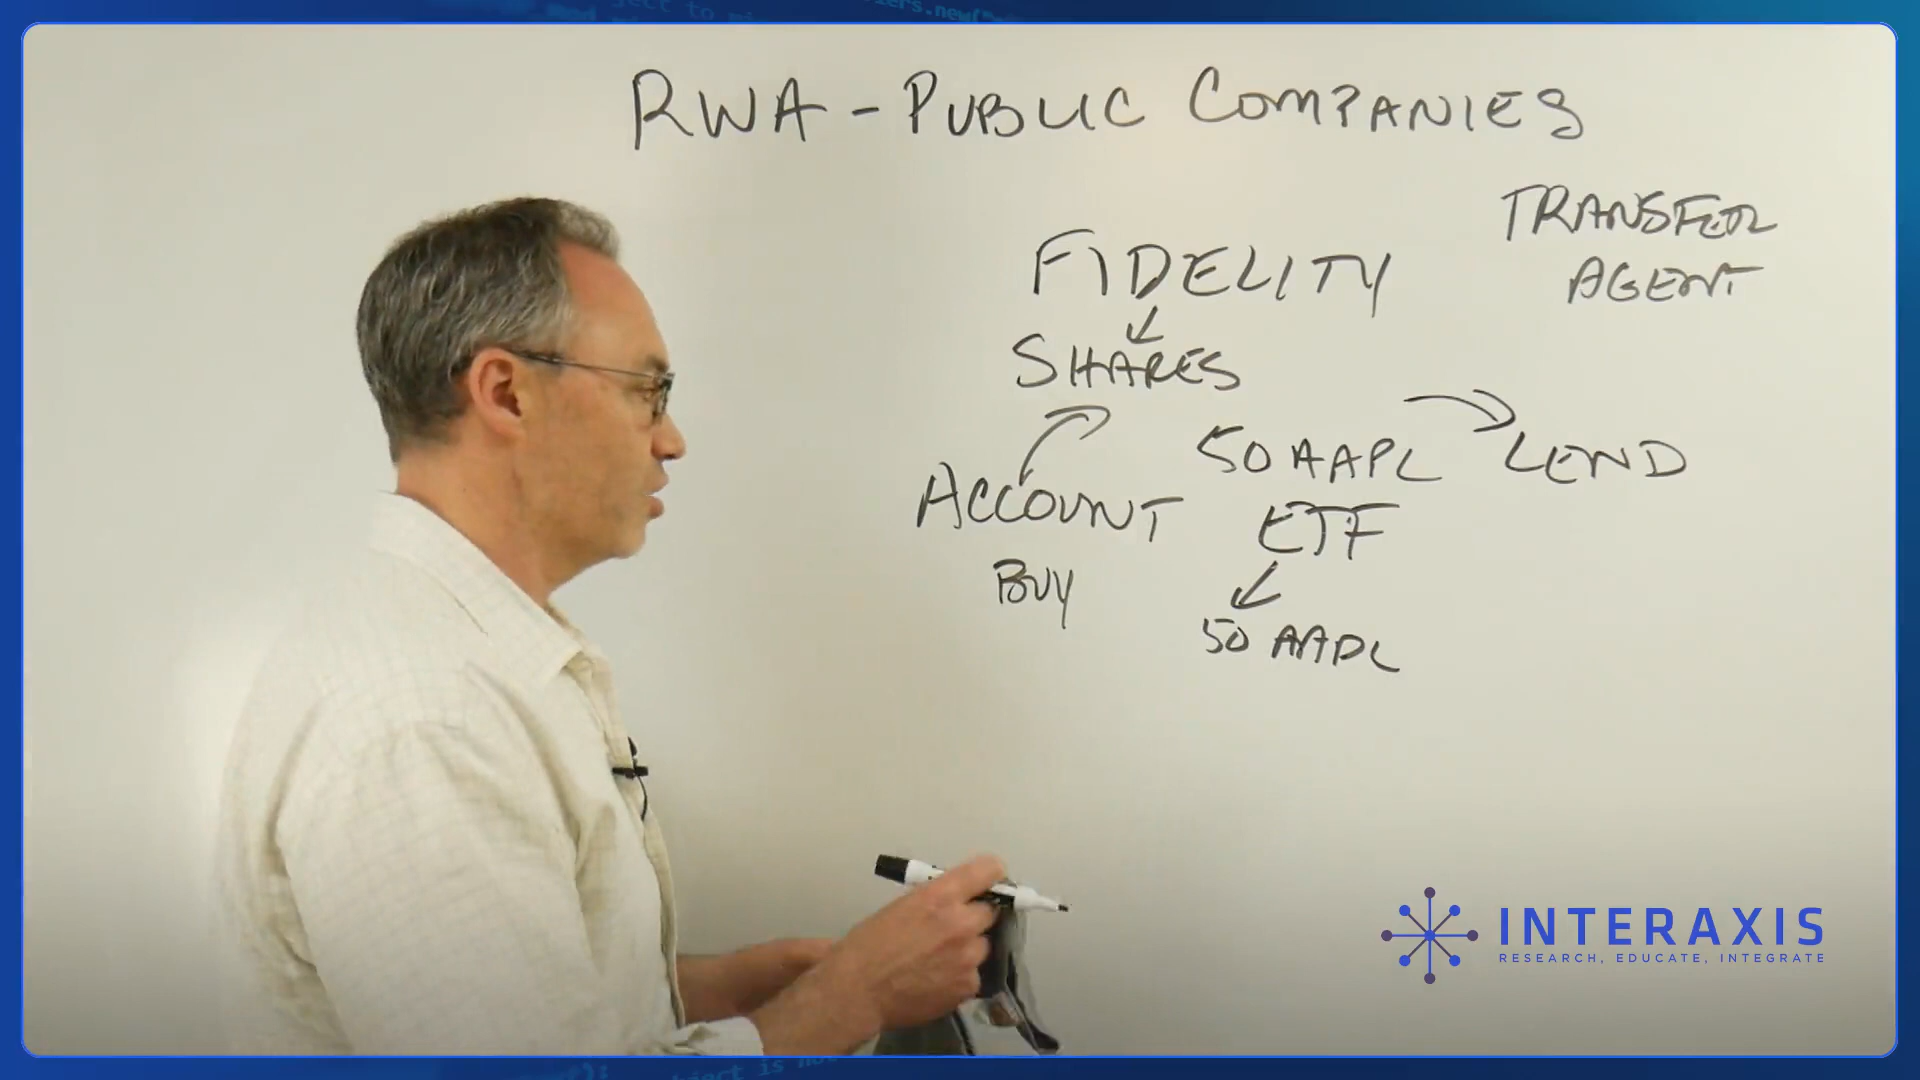 RWA - PUBLIC COMPANIES
TRANSFER
AGENT
FIDELITY
SHARES
50 AAPL
LEND
ACCOUNT
ETF
BUY
50 AAPL
INTERAXIS
RESEARCH, EDUCATE, INTEGRATE